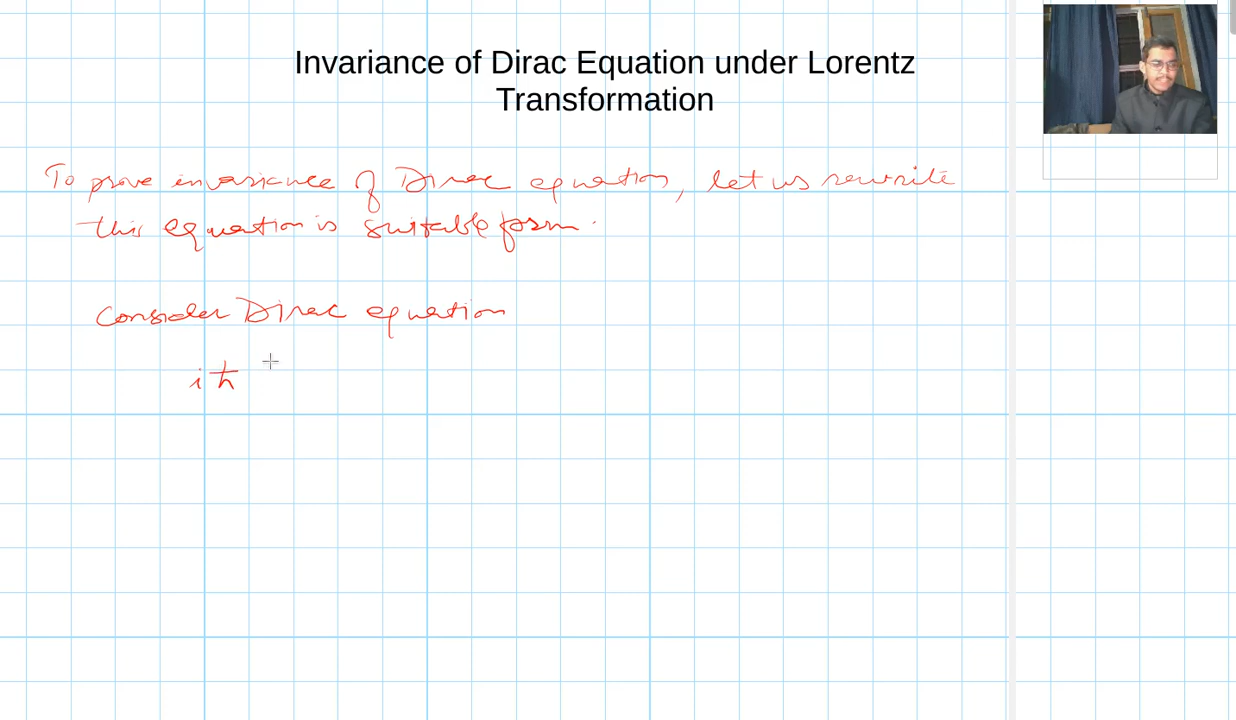 Invariance of Dirac Equation under Lorentz
Transformation
To prove invariance of Dirac equation, let us rewrite
this equation is suitable form.
Consider Dirac equation
iħ